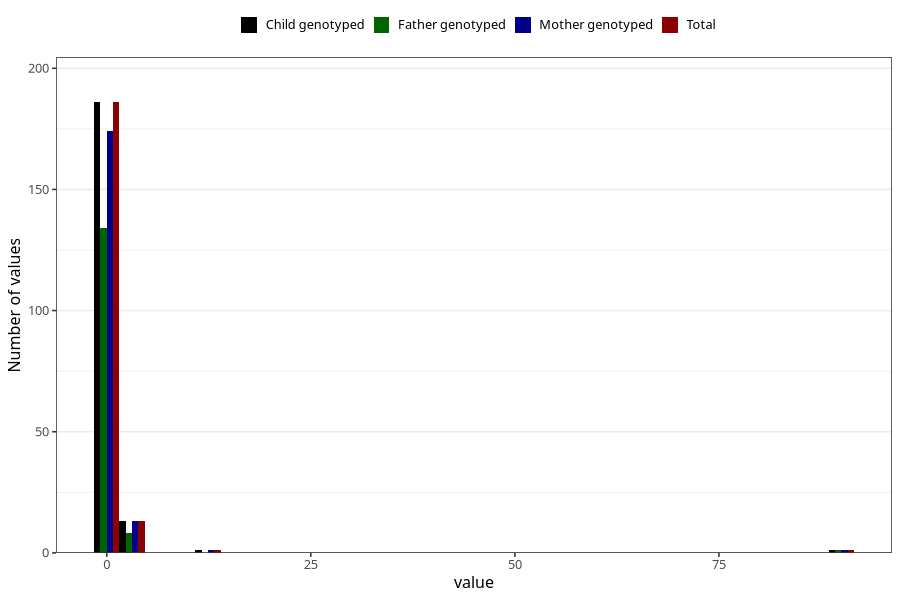 Child genotyped Father genotyped Mother genotyped Total
200
150
100
50
0
Number of values
0 25 50 75
value